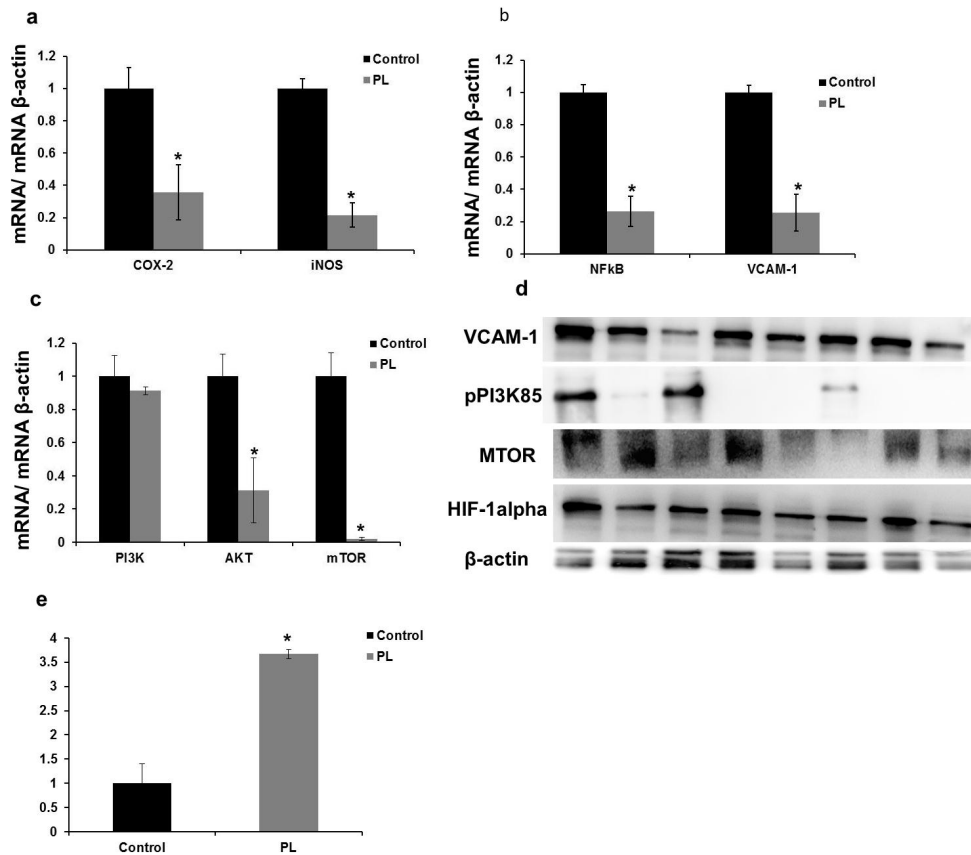 a
mRNA/ mRNA β-actin
1.2
1
0.8
0.6
0.4
0.2
0
*
*
COX-2
iNOS
Control
PL
b
mRNA/ mRNA β-actin
1.2
1
0.8
0.6
0.4
0.2
0
*
*
NFkB
VCAM-1
Control
PL
c
mRNA/ mRNA β-actin
1.2
1
0.8
0.6
0.4
0.2
0
*
*
PI3K
AKT
mTOR
Control
PL
d
VCAM-1
pPI3K85
MTOR
HIF-1alpha
β-actin
e
4
3.5
3
2.5
2
1.5
1
0.5
0
*
Control
PL
Control
PL